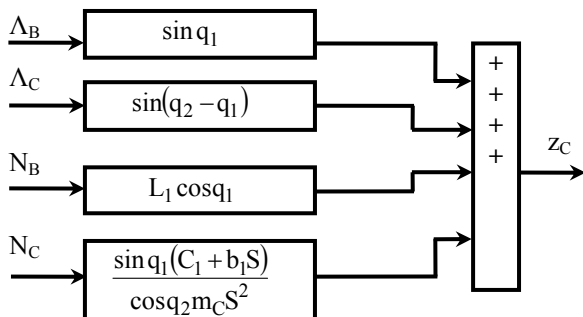 Λ_B
sin q_1
+
Λ_C
sin(q_2 − q_1)
+
+
+
N_B
L_1 cosq_1
z_C
N_C
sin q_1(C_1 + b_1S)
cosq_2m_CS^2